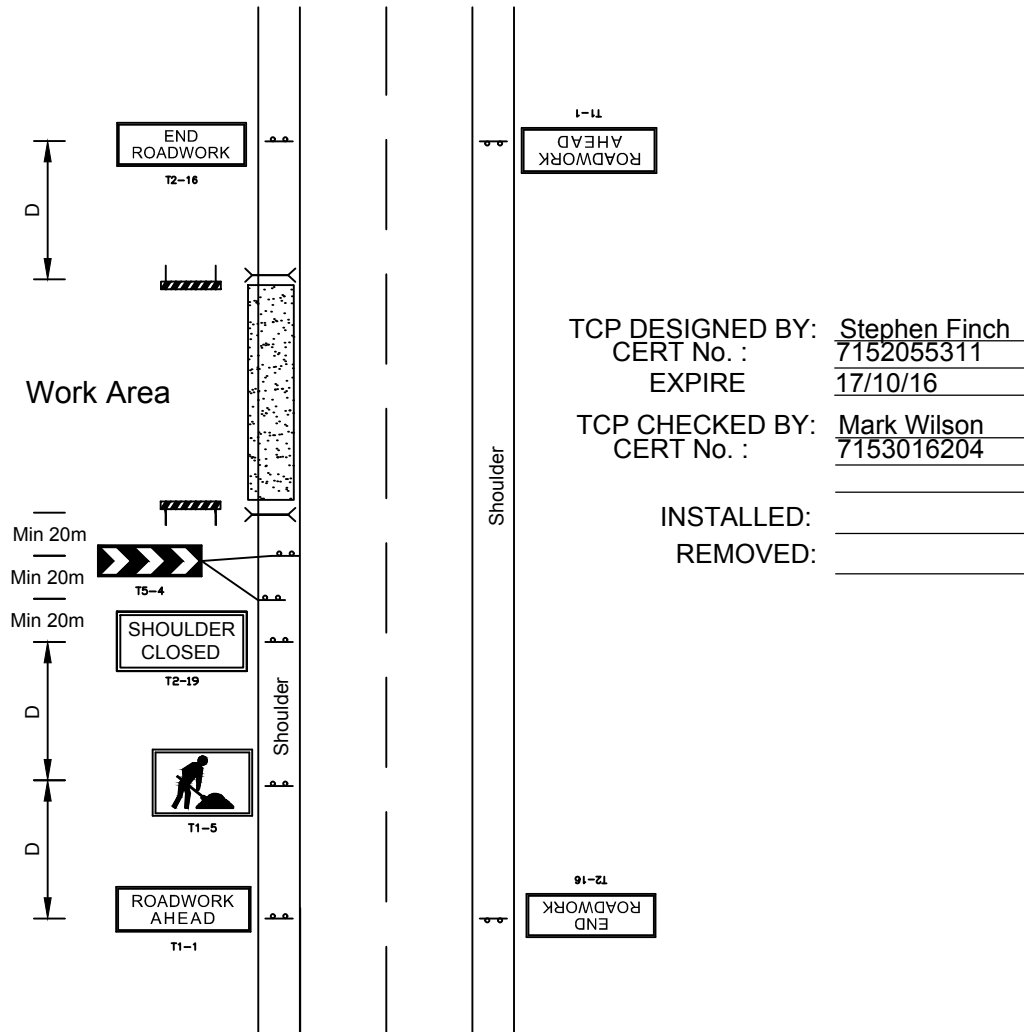 END
ROADWORK
T2-16
D
Work Area
Min 20m
Min 20m
T5-4
Min 20m
SHOULDER
CLOSED
T2-19
D
T1-5
D
ROADWORK
AHEAD
T1-1
Shoulder
Shoulder
T1-1
ROADWORK
AHEAD
T2-16
END
ROADWORK
TCP DESIGNED BY: Stephen Finch
CERT No. : 7152055311
EXPIRE 17/10/16
TCP CHECKED BY: Mark Wilson
CERT No. : 7153016204
INSTALLED:
REMOVED: